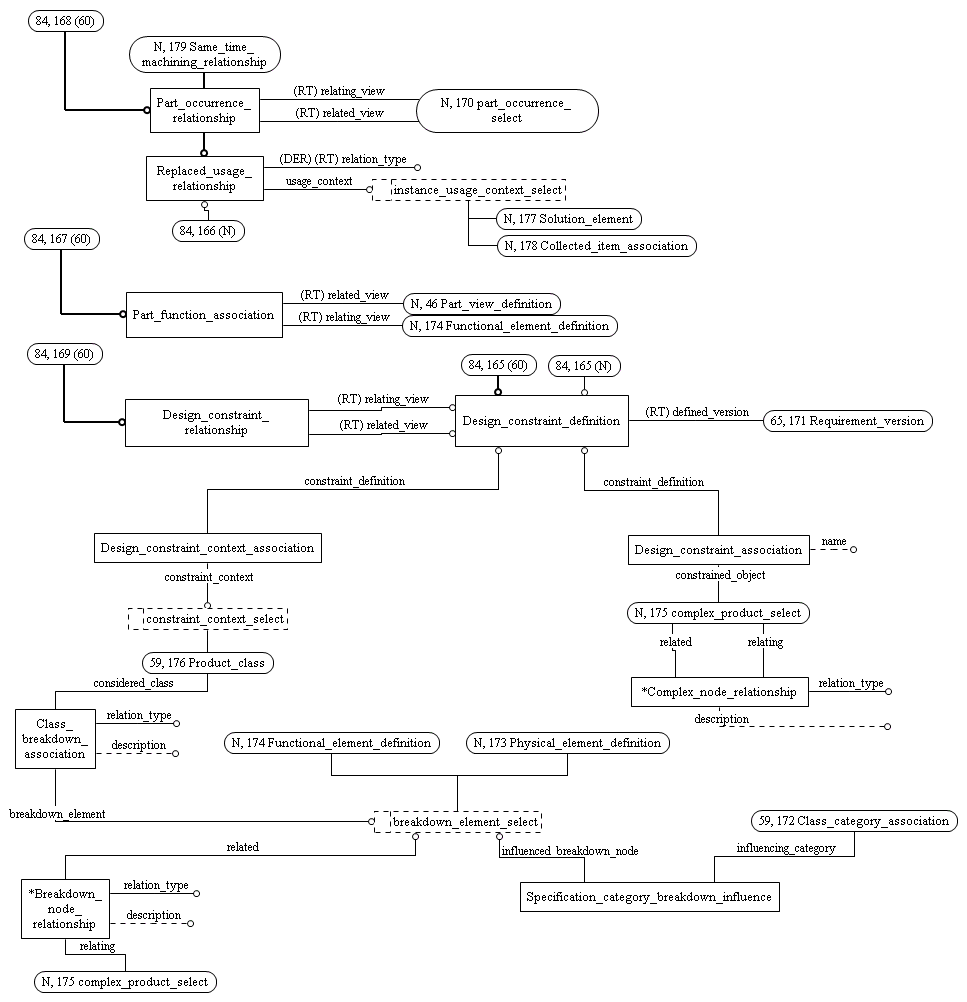 84, 168 (60)
N, 179 Same_time_
machining_relationship
Part_occurrence_
relationship
(RT) relating_view
(RT) related_view
N, 170 part_occurrence_
select
Replaced_usage_
relationship
(DER) (RT) relation_type
usage_context
instance_usage_context_select
N, 177 Solution_element
N, 178 Collected_item_association
84, 166 (N)
84, 167 (60)
Part_function_association
(RT) related_view
(RT) relating_view
N, 46 Part_view_definition
N, 174 Functional_element_definition
84, 169 (60)
84, 165 (60)
84, 165 (N)
Design_constraint_
relationship
(RT) relating_view
(RT) related_view
Design_constraint_definition
(RT) defined_version
65, 171 Requirement_version
constraint_definition
constraint_definition
Design_constraint_context_association
Design_constraint_association
name
constraint_context
constrained_object
constraint_context_select
N, 175 complex_product_select
related
relating
59, 176 Product_class
considered_class
*Complex_node_relationship
relation_type
description
Class_
breakdown_
association
relation_type
description
N, 174 Functional_element_definition
N, 173 Physical_element_definition
breakdown_element
breakdown_element_select
59, 172 Class_category_association
related
influenced_breakdown_node
influencing_category
*Breakdown_
node_
relationship
relation_type
description
Specification_category_breakdown_influence
relating
N, 175 complex_product_select